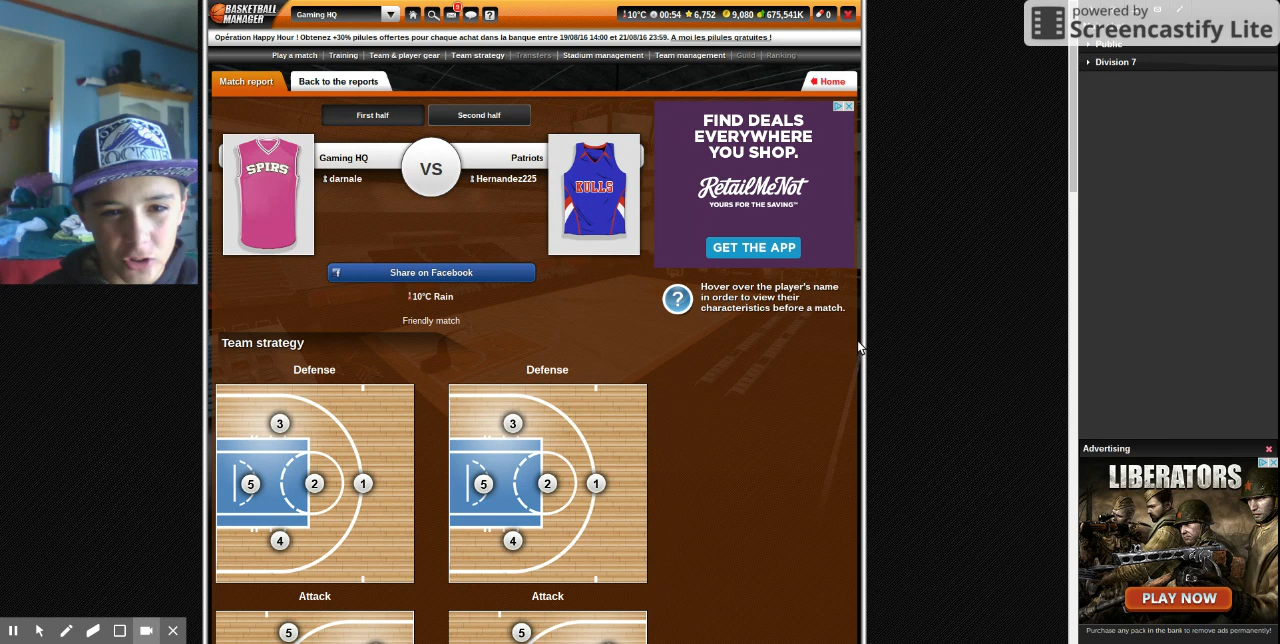 BASKETBALL
MANAGER
Gaming HQ
10°C 00:54 6,752 9,080 675,541K 0
powered by
Screencastify Lite
Opération Happy Hour ! Obtenez +30% pilules offertes pour chaque achat dans la banque entre 19/08/16 14:00 et 21/08/16 23:59. A moi les pilules gratuites !
Public
Play a match Training Team & player gear Team strategy Transfers Stadium management Team management Guild Ranking
Division 7
Match report
Back to the reports
Home
First half
Second half
SPIRS
Gaming HQ
darnale
VS
Patriots
Hernandez225
KULLS
FIND DEALS
EVERYWHERE
YOU SHOP.
RetailMeNot
YOURS FOR THE SAVING™
GET THE APP
Share on Facebook
10°C Rain
Friendly match
?
Hover over the player's name
in order to view their
characteristics before a match.
Team strategy
Defense
Defense
3
5 2 1
4
3
5 2 1
4
Attack
Attack
5
5
Advertising
LIBERATORS
PLAY NOW
Purchase any pack in the bank to remove ads permanently!